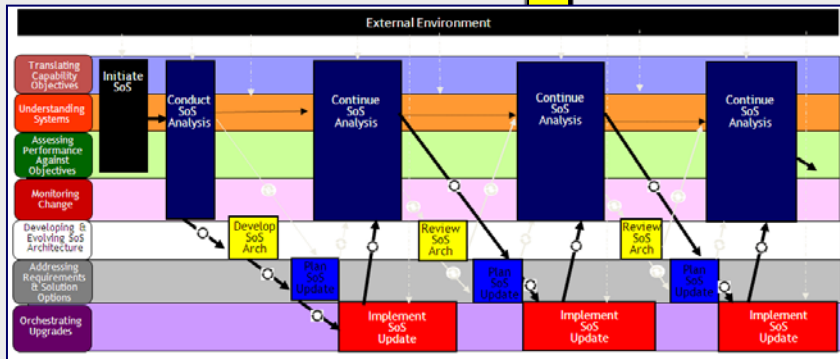 External Environment
Translating
Capability
Objectives
Understanding
Systems
Assessing
Performance
Against
Objectives
Monitoring
Change
Developing &
Evolving SoS
Architecture
Addressing
Requirements
& Solution
Options
Orchestrating
Upgrades
Initiate
SoS
Conduct
SoS
Analysis
Continue
SoS
Analysis
Continue
SoS
Analysis
Continue
SoS
Analysis
Develop
SoS
Arch
Review
SoS
Arch
Review
SoS
Arch
Plan
SoS
Update
Plan
SoS
Update
Plan
SoS
Update
Implement
SoS
Update
Implement
SoS
Update
Implement
SoS
Update